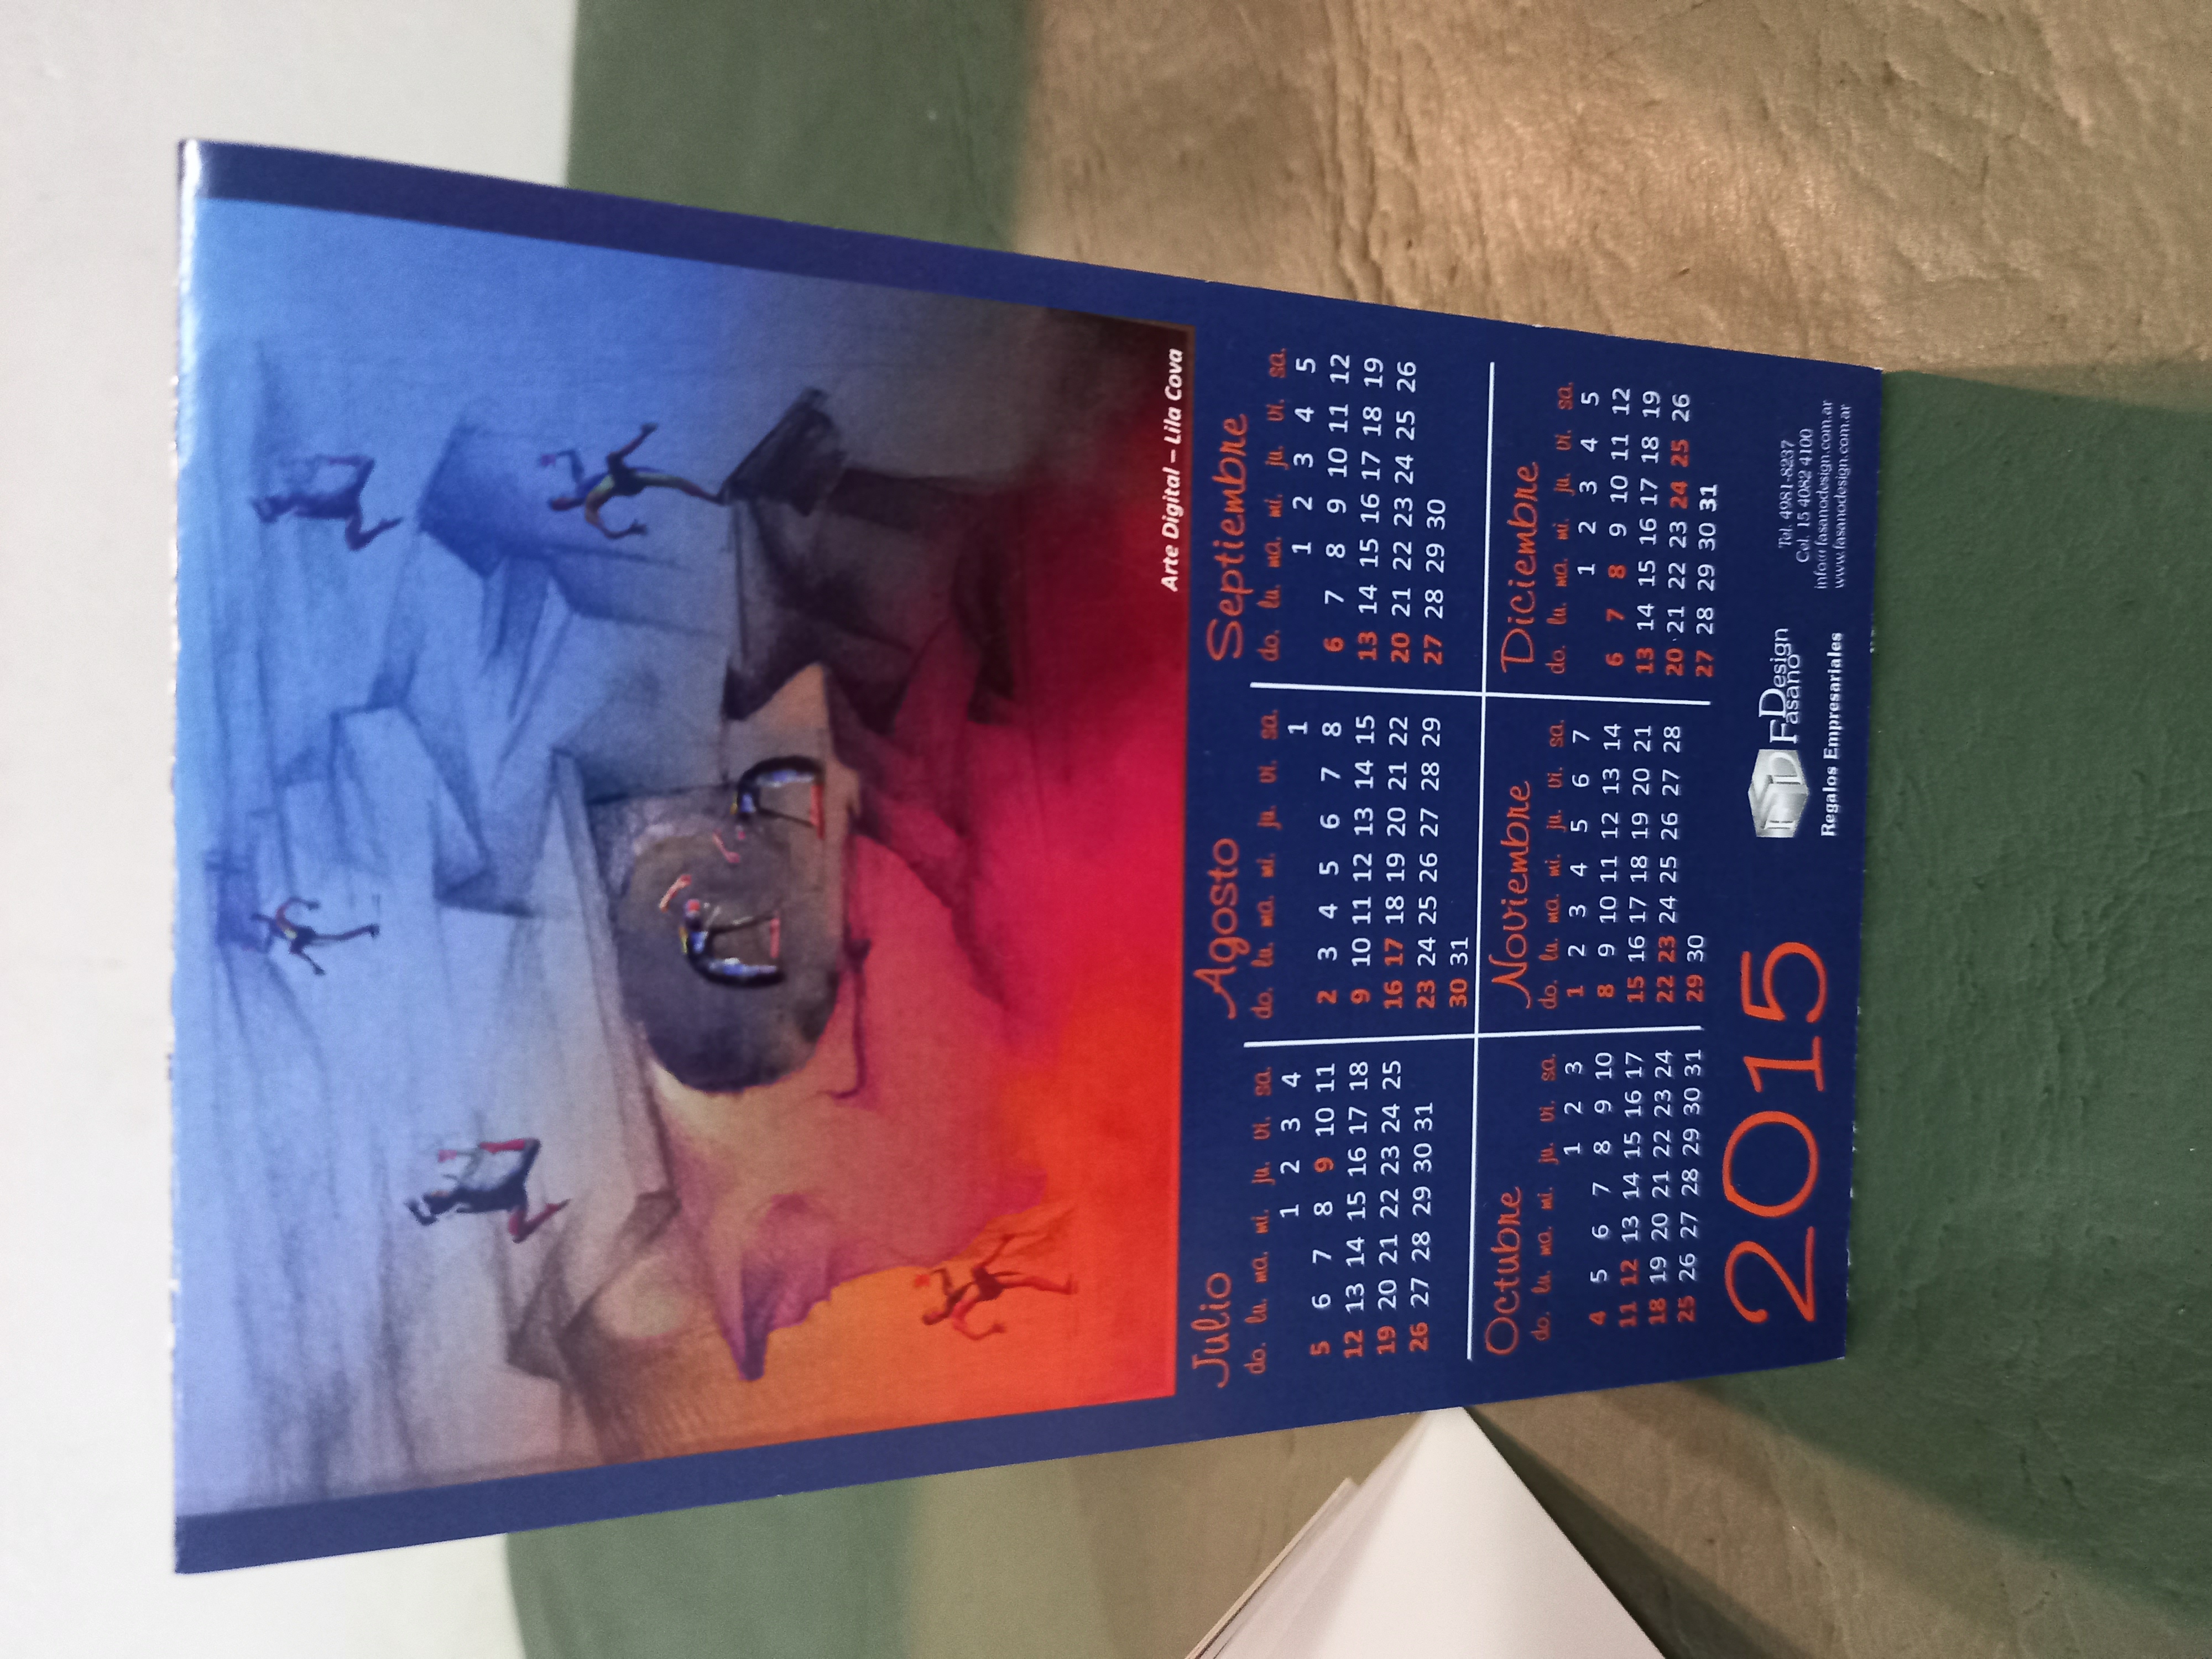 Arte Digital – Lila Cova
Julio
do. lu. ma. mi. ju. vi. sa.
1 2 3 4
5 6 7 8 9 10 11
12 13 14 15 16 17 18
19 20 21 22 23 24 25
26 27 28 29 30 31
Agosto
do. lu. ma. mi. ju. vi. sa.
1
2 3 4 5 6 7 8
9 10 11 12 13 14 15
16 17 18 19 20 21 22
23 24 25 26 27 28 29
30 31
Septiembre
do. lu. ma. mi. ju. vi. sa.
1 2 3 4 5
6 7 8 9 10 11 12
13 14 15 16 17 18 19
20 21 22 23 24 25 26
27 28 29 30
Octubre
do. lu. ma. mi. ju. vi. sa.
1 2 3
4 5 6 7 8 9 10
11 12 13 14 15 16 17
18 19 20 21 22 23 24
25 26 27 28 29 30 31
Noviembre
do. lu. ma. mi. ju. vi. sa.
1 2 3 4 5 6 7
8 9 10 11 12 13 14
15 16 17 18 19 20 21
22 23 24 25 26 27 28
29 30
Diciembre
do. lu. ma. mi. ju. vi. sa.
1 2 3 4 5
6 7 8 9 10 11 12
13 14 15 16 17 18 19
20 21 22 23 24 25 26
27 28 29 30 31
2015
FD
Design
Fasano
Regalos Empresariales
Tel. 4981-8237
Cel. 15 4082 4100
info@fasanodesign.com.ar
www.fasanodesign.com.ar